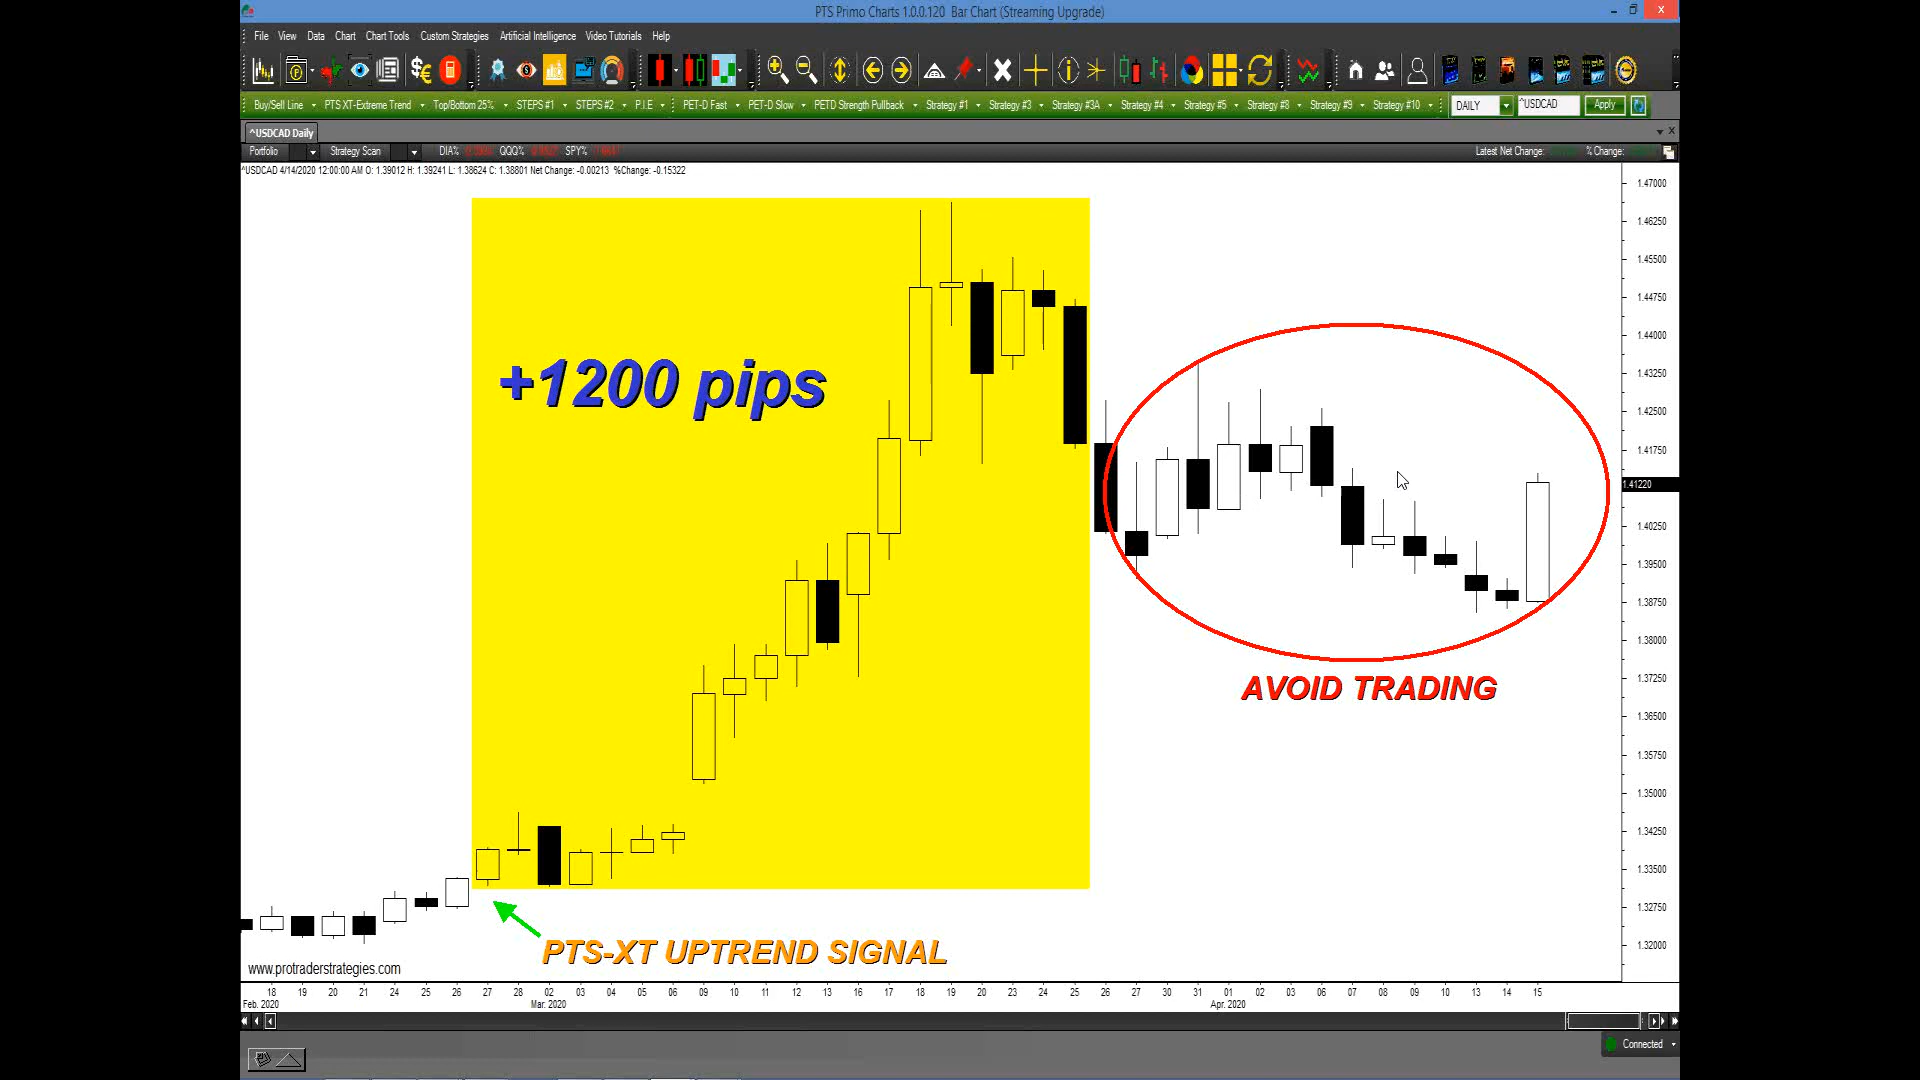 PTS Primo Charts 1.0.0.120 Bar Chart (Streaming Upgrade)
File View Data Chart Chart Tools Custom Strategies Artificial Intelligence Video Tutorials Help
Buy/Sell Line PTS XT-Extreme Trend Top/Bottom 25% STEPS #1 STEPS #2 P.I.E PET-D Fast PET-D Slow PETD Strength Pullback Strategy #1 Strategy #3 Strategy #3A Strategy #4 Strategy #5 Strategy #8 Strategy #9 Strategy #10 DAILY ^USDCAD Apply
^USDCAD Daily
Portfolio Strategy Scan DIA% QQQ% SPY% Latest Net Change: % Change:
^USDCAD 4/14/2020 12:00:00 AM O: 1.39012 H: 1.39241 L: 1.38624 C: 1.38801 Net Change: -0.00213 %Change: -0.15322
1.47000
1.46250
1.45500
1.44750
1.44000
1.43250
1.42500
1.41750
1.41220
1.40250
1.39500
1.38750
1.38000
1.37250
1.36500
1.35750
1.35000
1.34250
1.33500
1.32750
1.32000
+1200 pips
AVOID TRADING
PTS-XT UPTREND SIGNAL
www.protraderstrategies.com
18 19 20 21 24 25 26 27 28 02 03 04 05 06 09 10 11 12 13 16 17 18 19 20 23 24 25 26 27 30 31 01 02 03 06 07 08 09 10 13 14 15
Feb. 2020 Mar. 2020 Apr. 2020
Connected